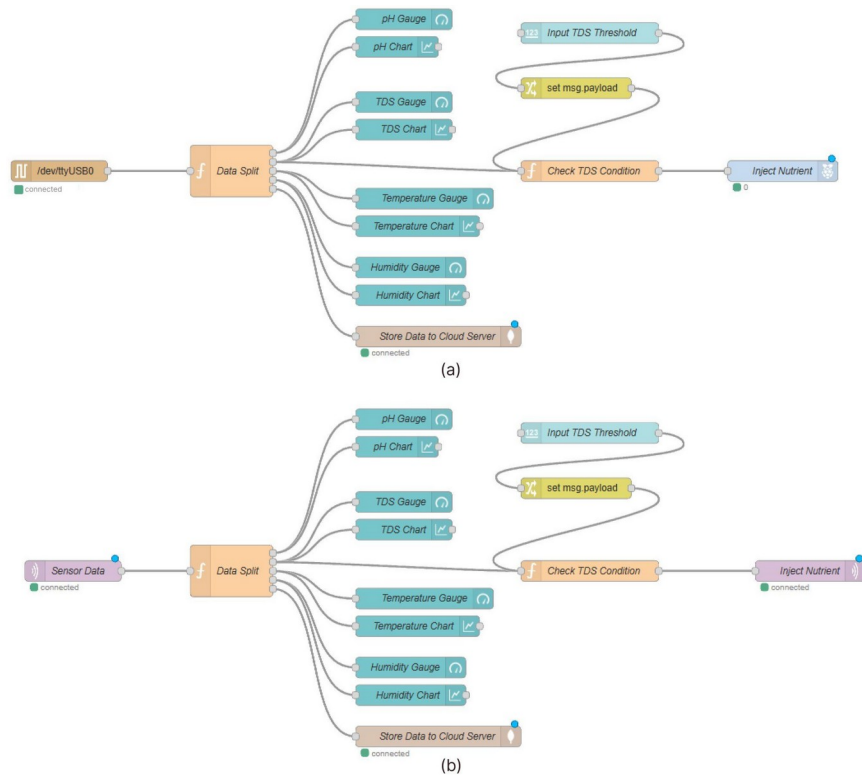 pH Gauge
pH Chart
123 Input TDS Threshold
set msg.payload
TDS Gauge
TDS Chart
/dev/ttyUSB0
connected
Data Split
Check TDS Condition
Inject Nutrient
0
Temperature Gauge
Temperature Chart
Humidity Gauge
Humidity Chart
Store Data to Cloud Server
connected
(a)
pH Gauge
pH Chart
123 Input TDS Threshold
set msg.payload
TDS Gauge
TDS Chart
Sensor Data
connected
Data Split
Check TDS Condition
Inject Nutrient
connected
Temperature Gauge
Temperature Chart
Humidity Gauge
Humidity Chart
Store Data to Cloud Server
connected
(b)